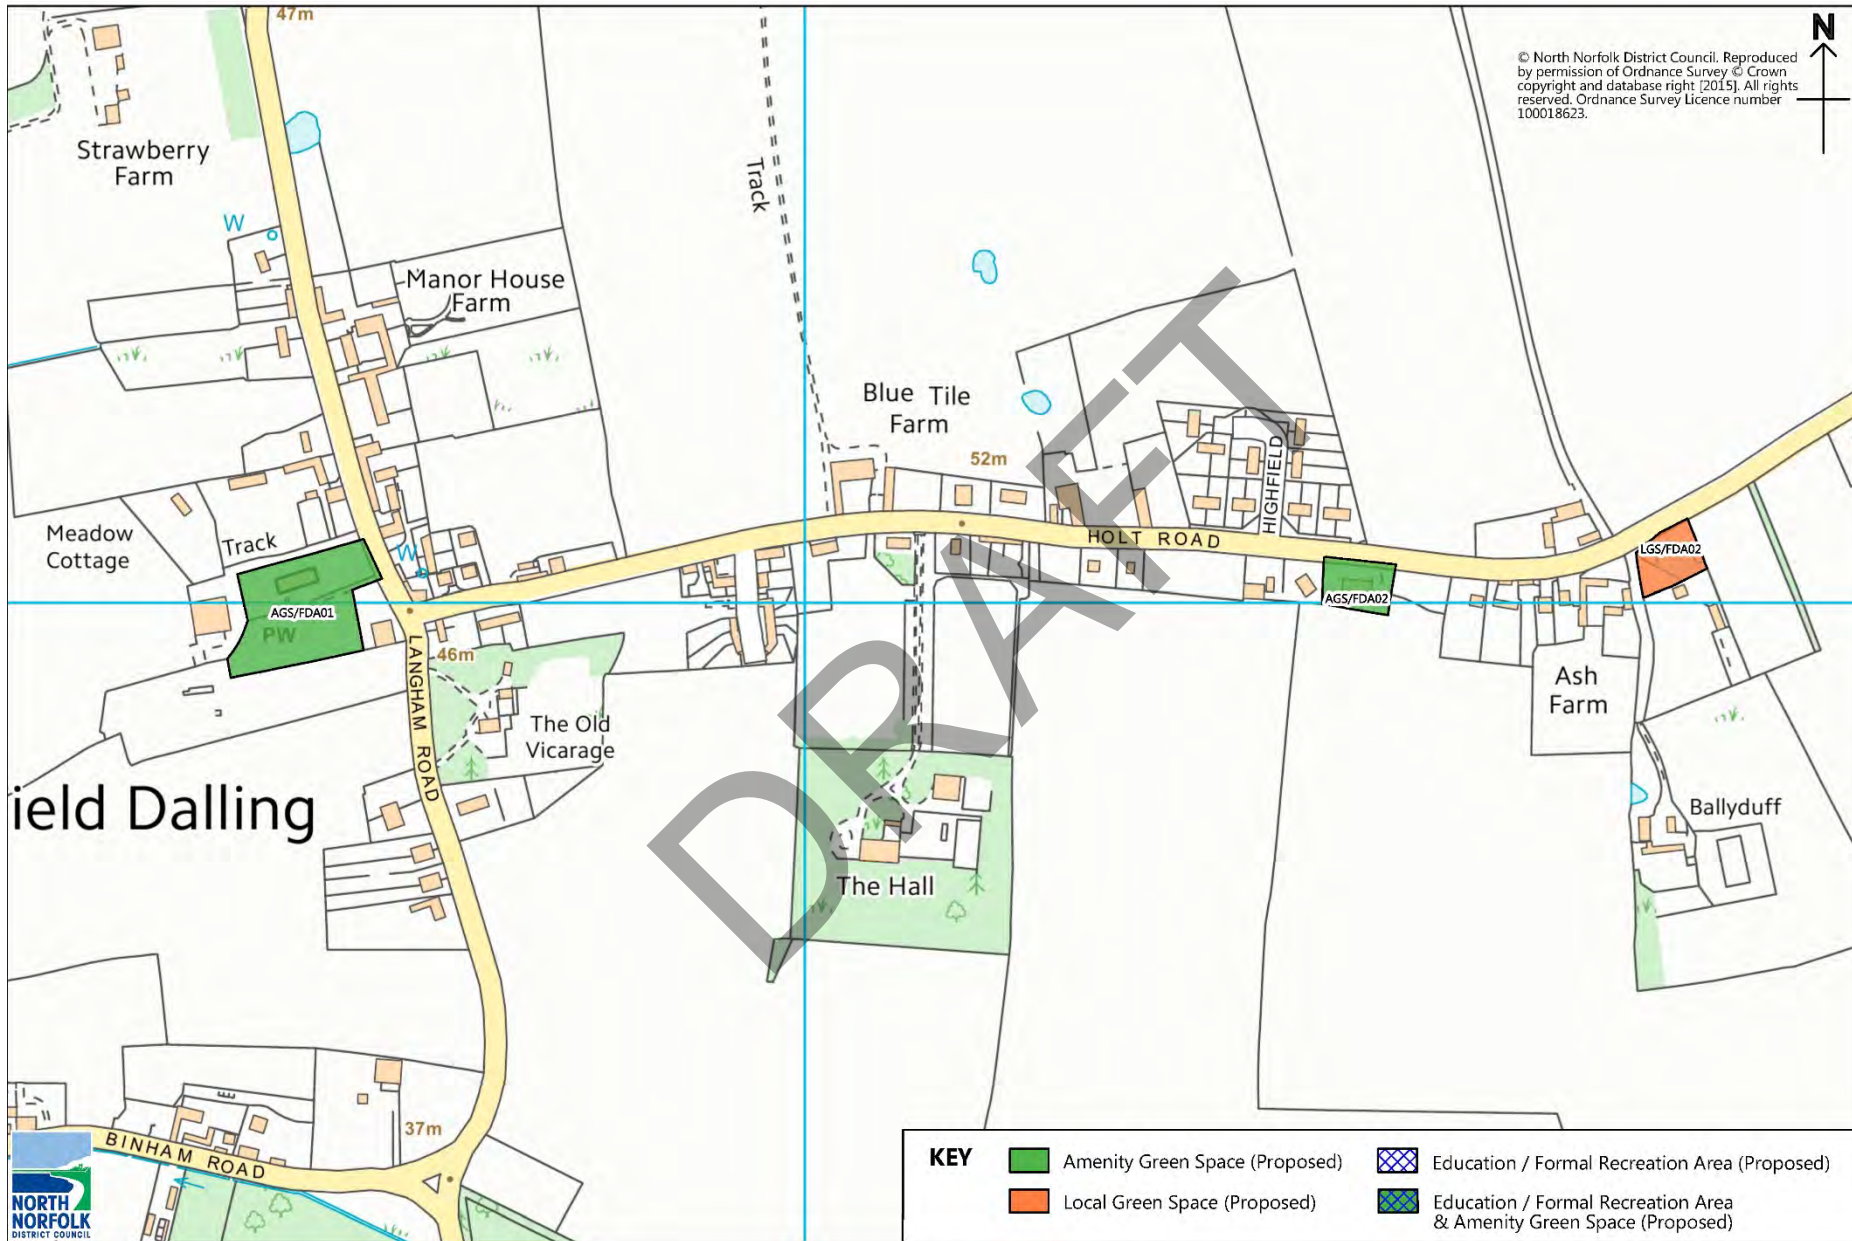 47m
N
© North Norfolk District Council. Reproduced
by permission of Ordnance Survey © Crown
copyright and database right [2015]. All rights
reserved. Ordnance Survey Licence number
100018623.
Strawberry
Farm
Track
W
Manor House
Farm
Blue Tile
Farm
52m
HIGHFIELD
Meadow
Cottage
Track
W
HOLT ROAD
LGS/FDA02
AGS/FDA01
AGS/FDA02
PW
46m
LANGHAM ROAD
The Old
Vicarage
Ash
Farm
DRAFT
ield Dalling
Ballyduff
The Hall
37m
BINHAM ROAD
NORTH
NORFOLK
DISTRICT COUNCIL
KEY
Amenity Green Space (Proposed)
Local Green Space (Proposed)
Education / Formal Recreation Area (Proposed)
Education / Formal Recreation Area
& Amenity Green Space (Proposed)